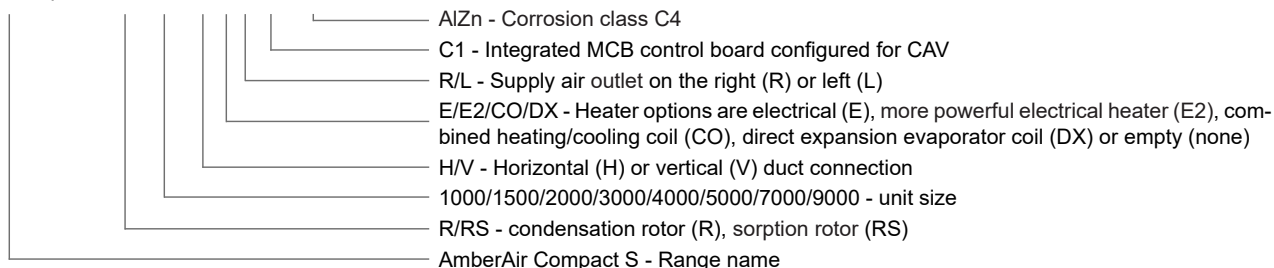 AlZn - Corrosion class C4
C1 - Integrated MCB control board configured for CAV
R/L - Supply air outlet on the right (R) or left (L)
E/E2/CO/DX - Heater options are electrical (E), more powerful electrical heater (E2), com-
bined heating/cooling coil (CO), direct expansion evaporator coil (DX) or empty (none)
H/V - Horizontal (H) or vertical (V) duct connection
1000/1500/2000/3000/4000/5000/7000/9000 - unit size
R/RS - condensation rotor (R), sorption rotor (RS)
AmberAir Compact S - Range name